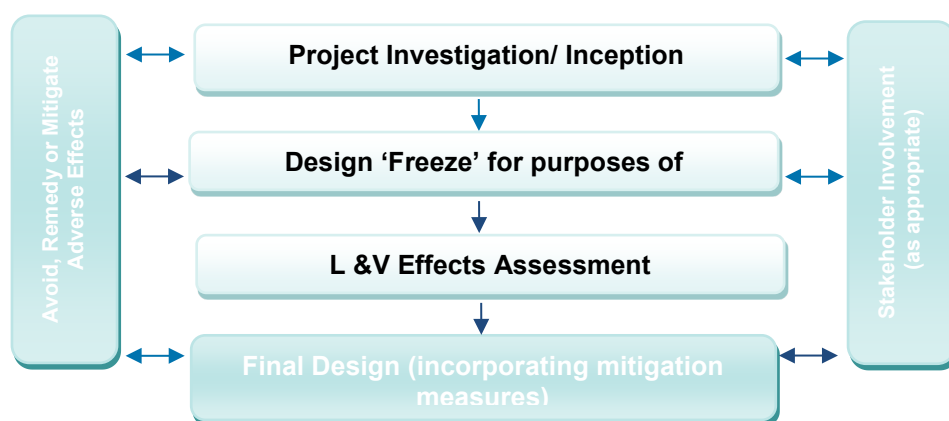 Avoid, Remedy or Mitigate
Adverse Effects
Project Investigation/ Inception
Design ‘Freeze’ for purposes of
L &V Effects Assessment
Final Design (incorporating mitigation
measures)
Stakeholder Involvement
(as appropriate)